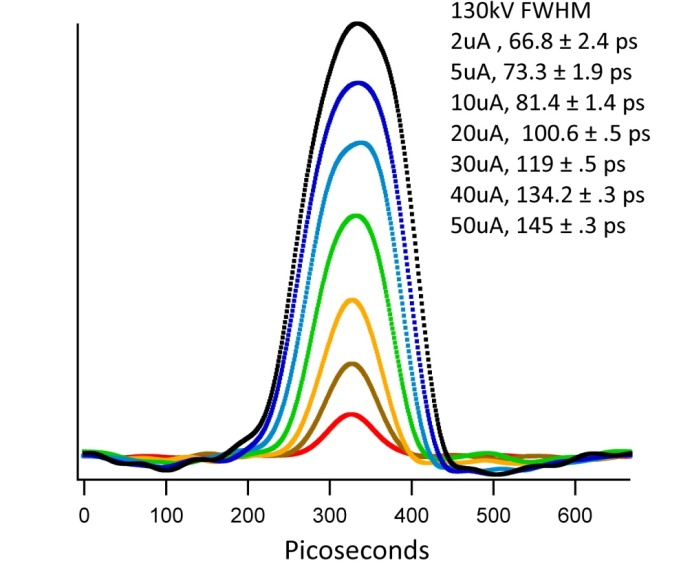 130kV FWHM
2uA , 66.8 ± 2.4 ps
5uA, 73.3 ± 1.9 ps
10uA, 81.4 ± 1.4 ps
20uA,  100.6 ± .5 ps
30uA, 119 ± .5 ps
40uA, 134.2 ± .3 ps
50uA, 145 ± .3 ps
0 100 200 300 400 500 600
Picoseconds